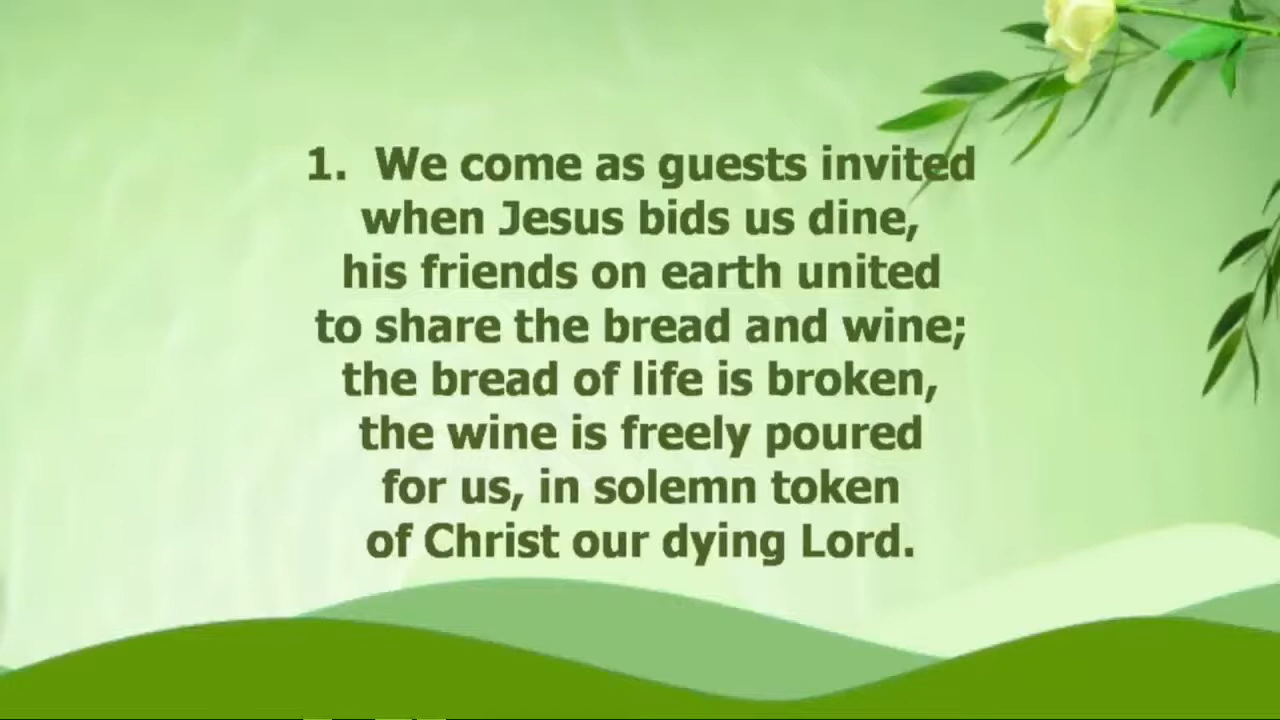 1. We come as guests invited
when Jesus bids us dine,
his friends on earth united
to share the bread and wine;
the bread of life is broken,
the wine is freely poured
for us, in solemn token
of Christ our dying Lord.